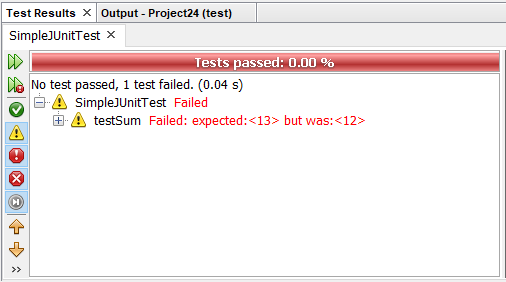 Test Results × Output - Project24 (test)
SimpleJUnitTest ×
Tests passed: 0.00 %
No test passed, 1 test failed. (0.04 s)
SimpleJUnitTest Failed
testSum Failed: expected:<13> but was:<12>